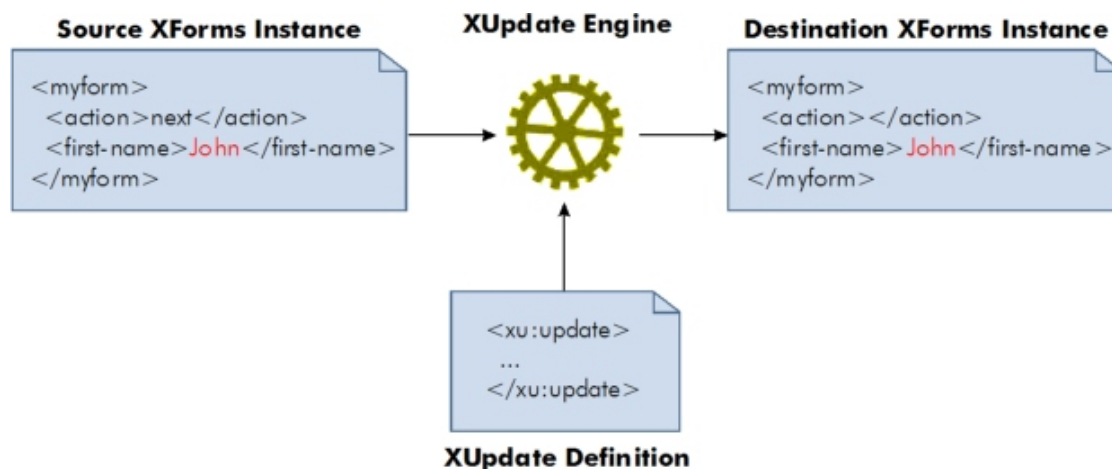 Source XForms Instance
<myform>
<action>next</action>
<first-name>John</first-name>
</myform>
XUpdate Engine
Destination XForms Instance
<myform>
<action></action>
<first-name>John</first-name>
</myform>
<xu:update>
...
</xu:update>
XUpdate Definition